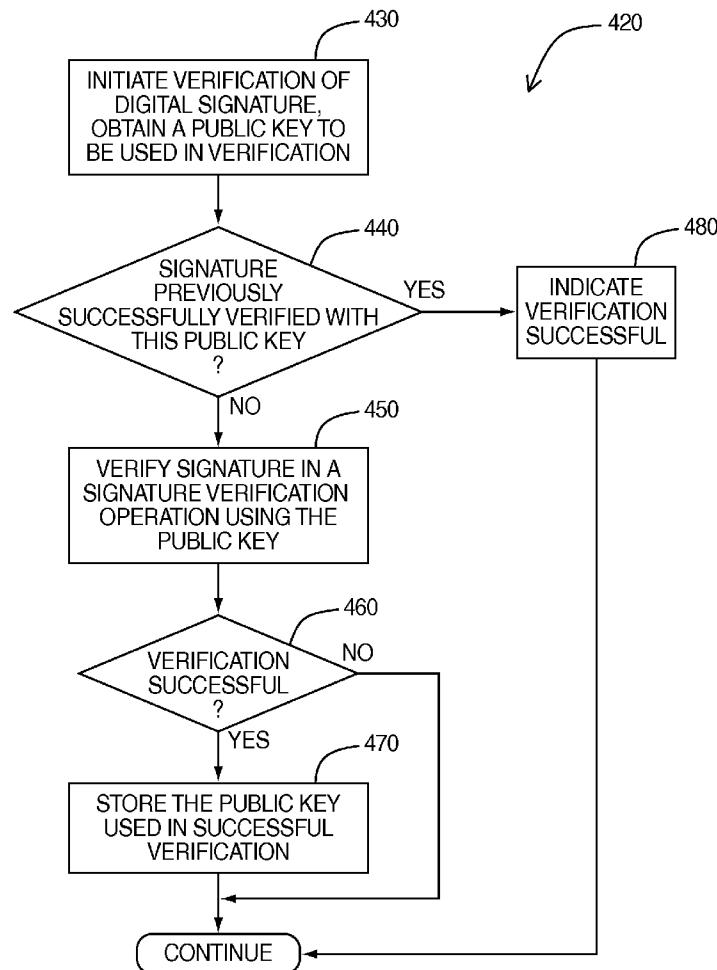 430
420
INITIATE VERIFICATION OF
DIGITAL SIGNATURE,
OBTAIN A PUBLIC KEY TO
BE USED IN VERIFICATION
440
SIGNATURE
PREVIOUSLY
SUCCESSFULLY VERIFIED WITH
THIS PUBLIC KEY
?
YES
480
INDICATE
VERIFICATION
SUCCESSFUL
NO
450
VERIFY SIGNATURE IN A
SIGNATURE VERIFICATION
OPERATION USING THE
PUBLIC KEY
460
VERIFICATION
SUCCESSFUL
?
NO
YES
470
STORE THE PUBLIC KEY
USED IN SUCCESSFUL
VERIFICATION
CONTINUE